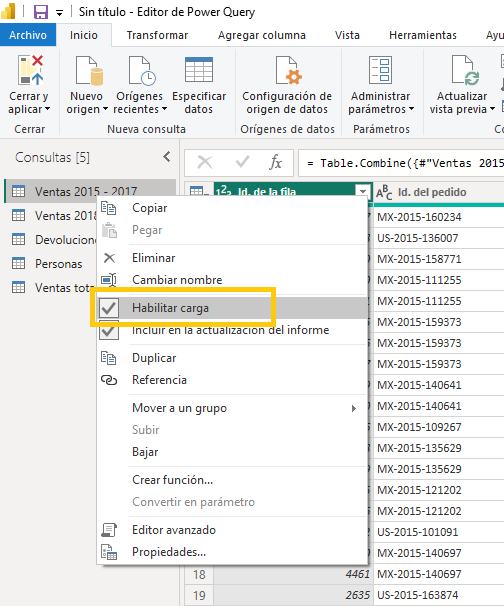 Sin título - Editor de Power Query
Archivo Inicio Transformar Agregar columna Vista Herramientas Ayu
Cerrar y aplicar
Nuevo origen
Orígenes recientes
Especificar datos
Configuración de origen de datos
Administrar parámetros
Actualizar vista previa
Cerrar Nueva consulta Orígenes de datos Parámetros Co
Consultas [5]
= Table.Combine({#"Ventas 2015
Ventas 2015 - 2017
Ventas 2018
Devolucione
Personas
Ventas tota
1²3 Id. de la fila ABC Id. del pedido
Copiar
Pegar
Eliminar
Cambiar nombre
Habilitar carga
Incluir en la actualización del informe
Duplicar
Referencia
Mover a un grupo
Subir
Bajar
Crear función...
Convertir en parámetro
Editor avanzado
Propiedades...
MX-2015-160234
US-2015-136007
MX-2015-158771
MX-2015-111255
MX-2015-111255
MX-2015-159373
MX-2015-159373
MX-2015-159373
MX-2015-140641
MX-2015-140641
MX-2015-109267
MX-2015-135629
MX-2015-135629
MX-2015-121202
MX-2015-121202
US-2015-101091
MX-2015-140697
18 4461 MX-2015-140697
19 2635 US-2015-163874